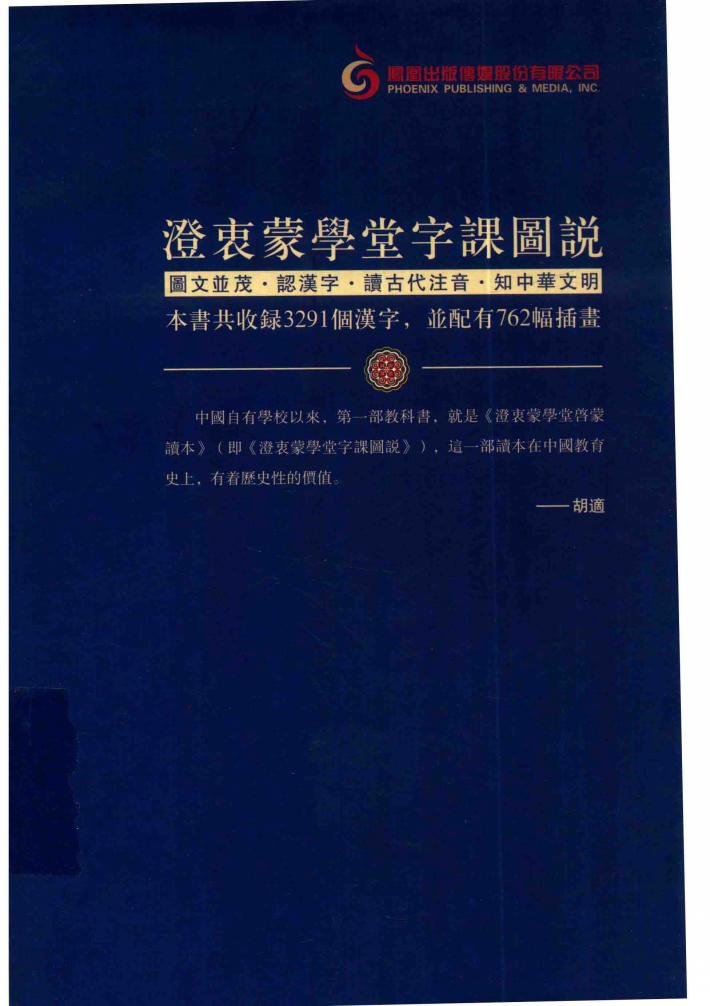 鳳凰出版傳媒股份有限公司
PHOENIX PUBLISHING & MEDIA, INC.
澄衷蒙學堂字課圖説
圖文並茂·認漢字·讀古代注音·知中華文明
本書共收録3291個漢字，並配有762幅插畫
中國自有學校以來，第一部教科書，就是《澄衷蒙學堂啓蒙
讀本》（即《澄衷蒙學堂字課圖説》），這一部讀本在中國教育
史上，有着歷史性的價值。
——胡適